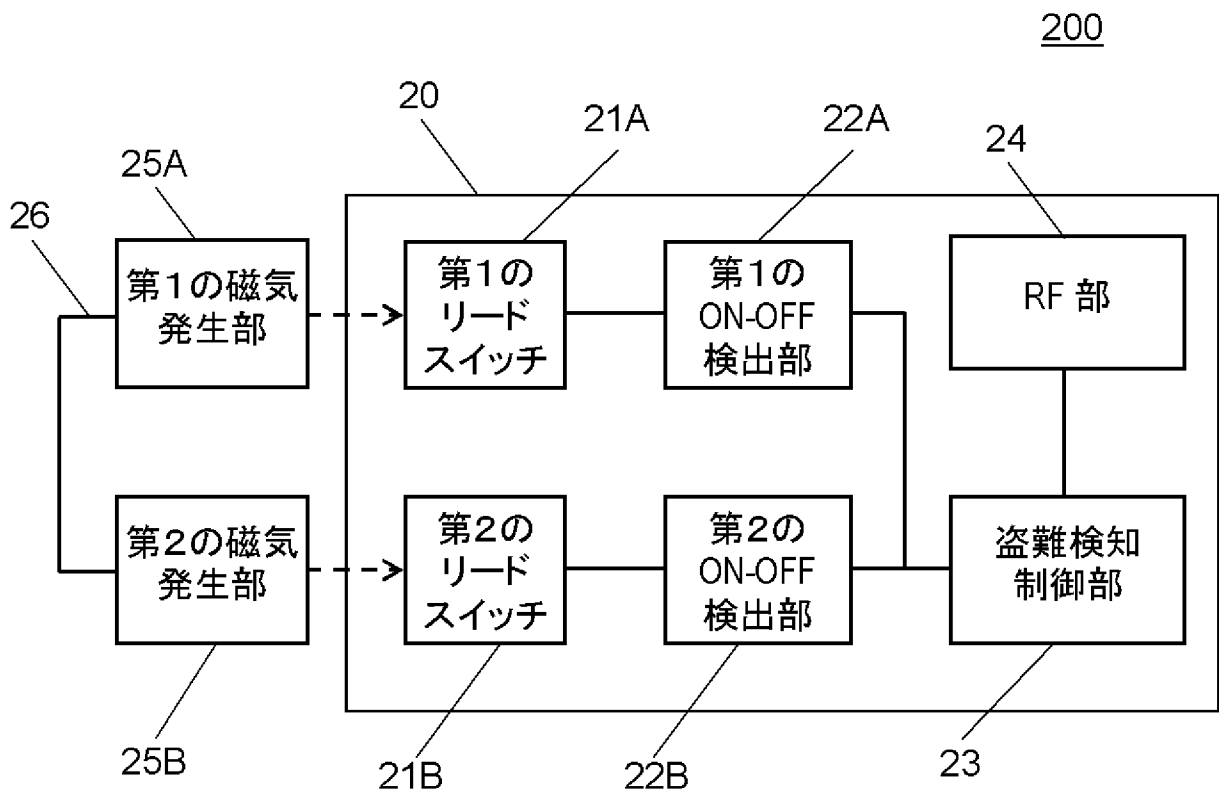 200
20
21A
22A
24
25A
26
第１の磁気
発生部
第１の
リード
スイッチ
第１の
ON-OFF
検出部
RF 部
第２の磁気
発生部
第２の
リード
スイッチ
第２の
ON-OFF
検出部
盗難検知
制御部
25B
21B
22B
23